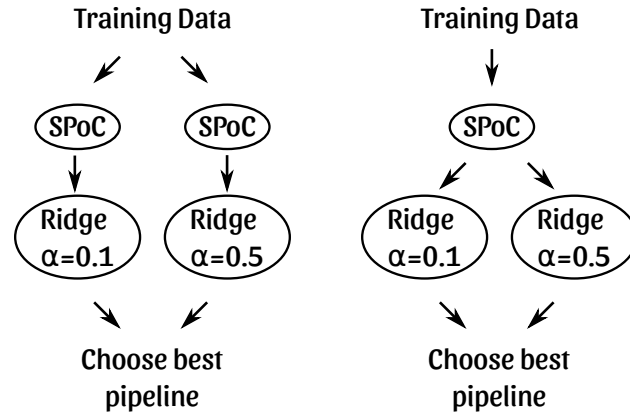 Training Data
SPoC
SPoC
Ridge
α=0.1
Ridge
α=0.5
Choose best
pipeline
Training Data
SPoC
Ridge
α=0.1
Ridge
α=0.5
Choose best
pipeline